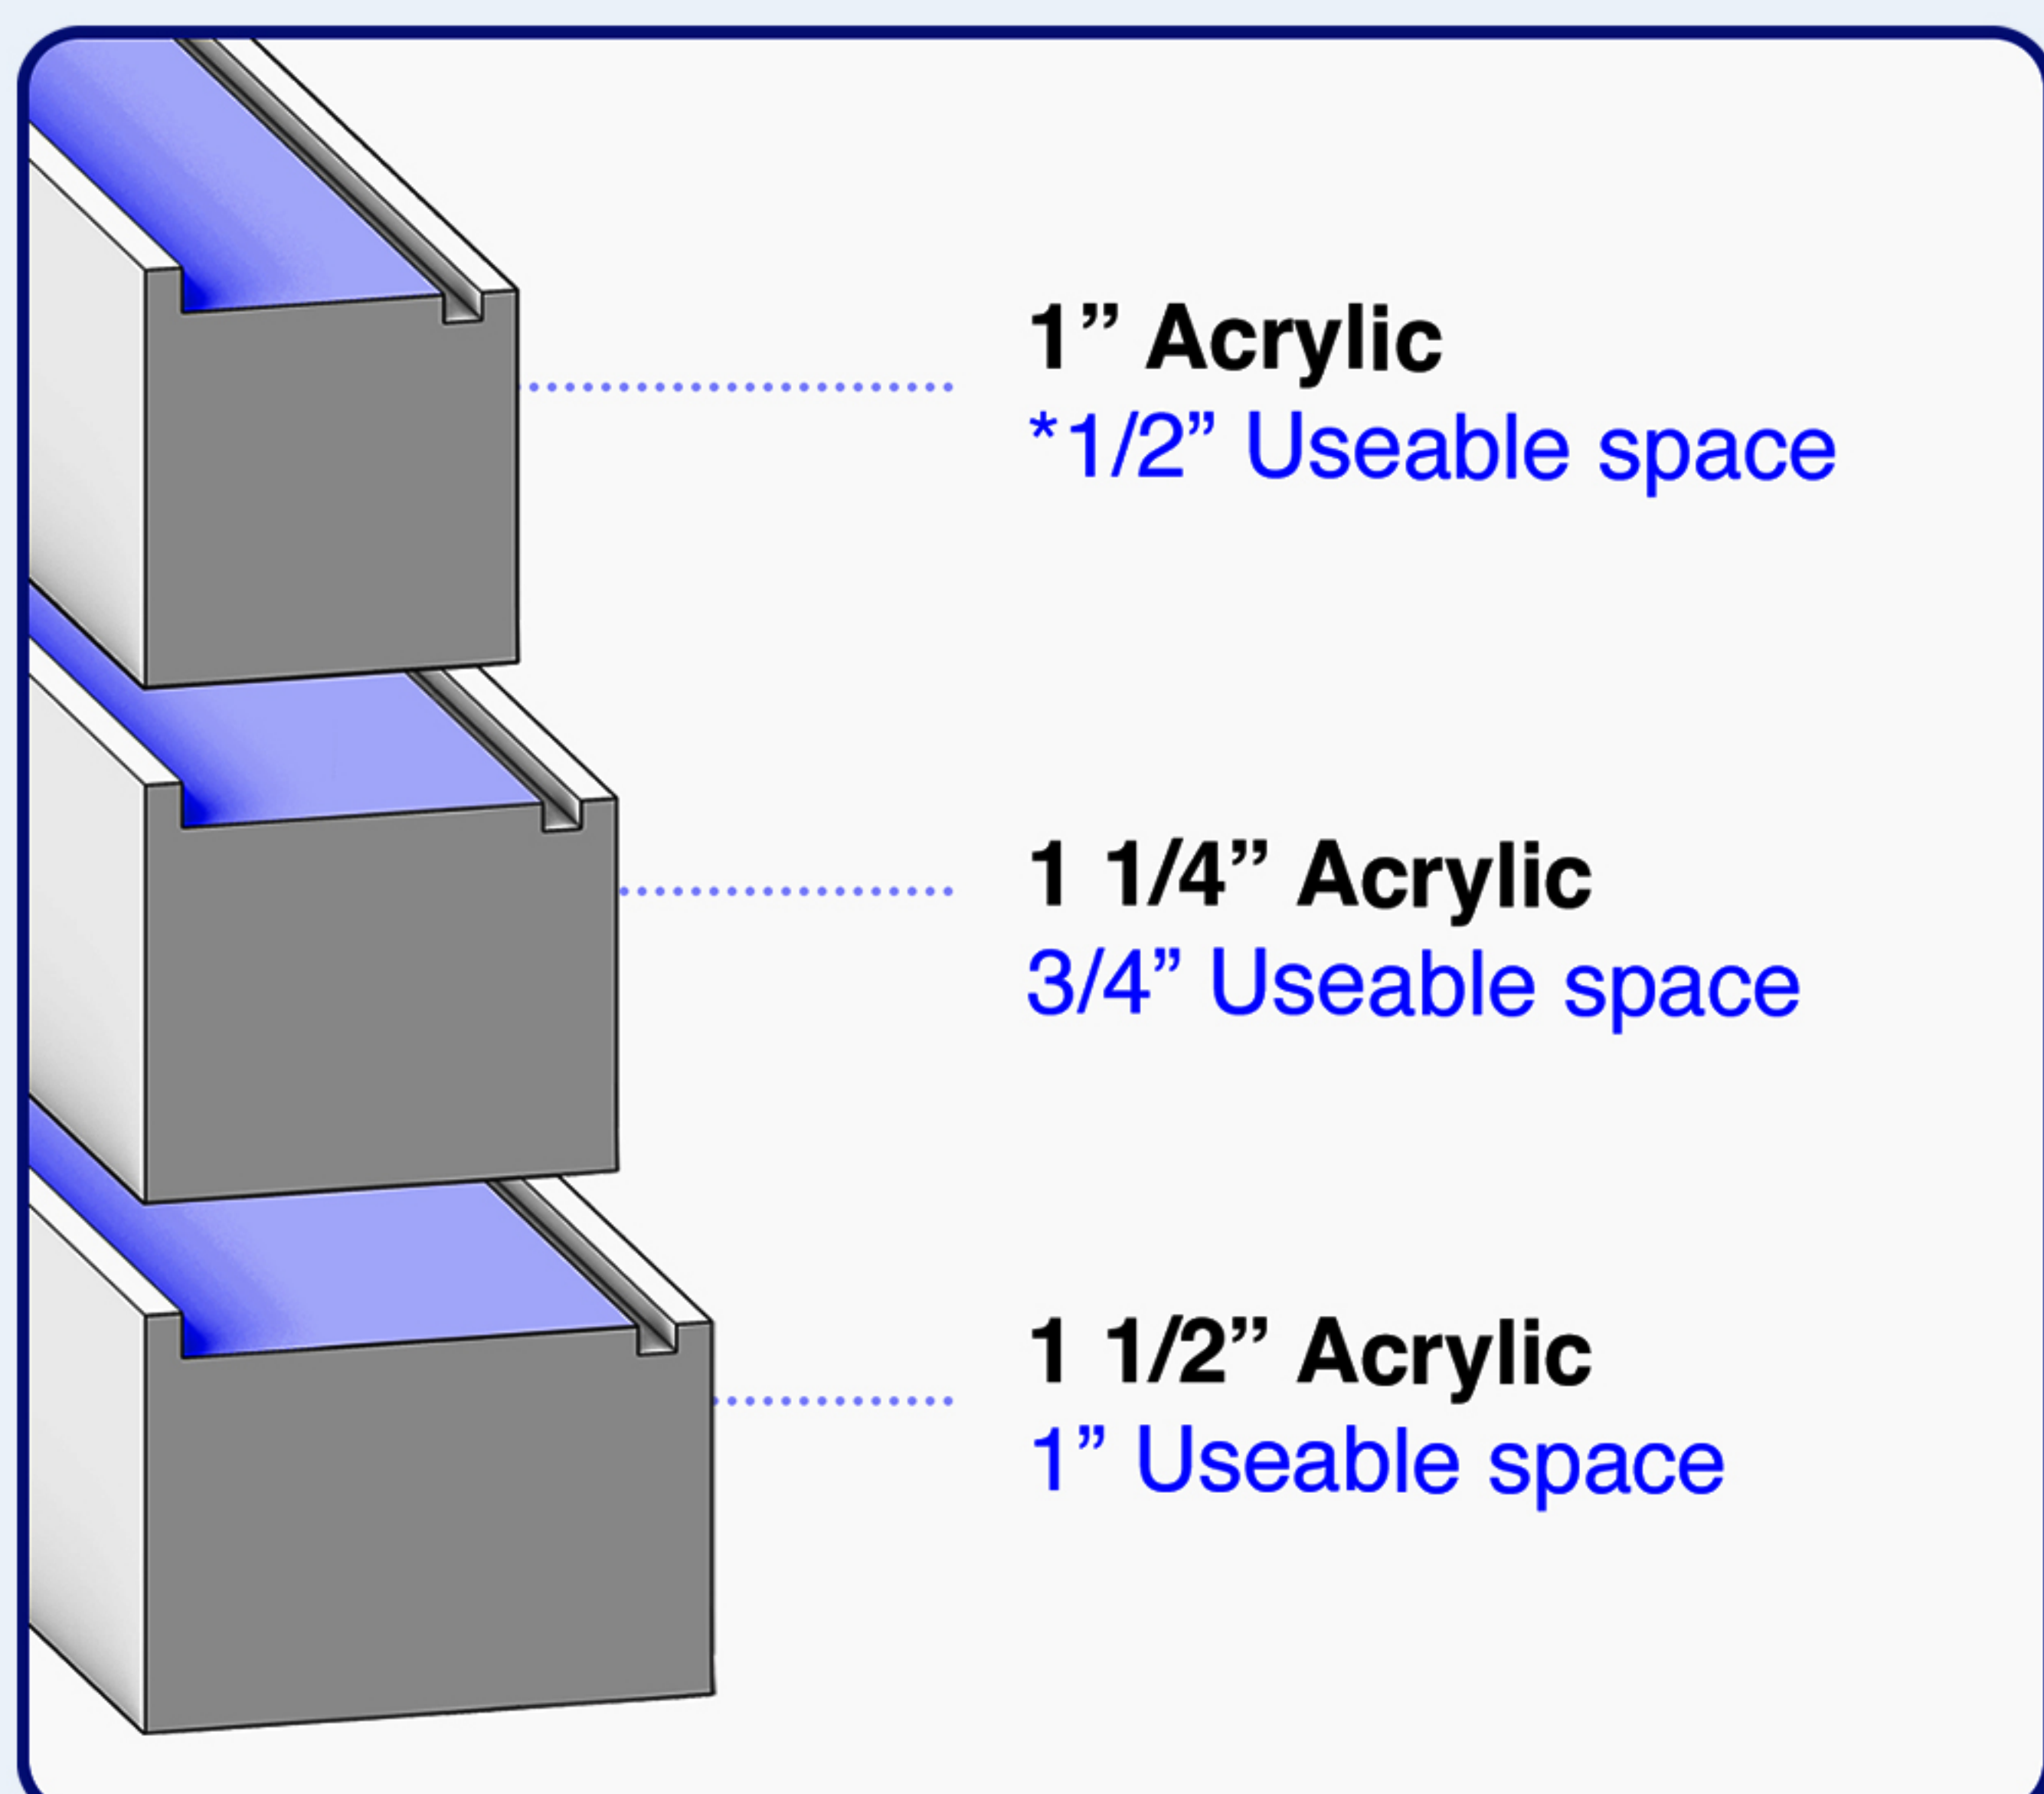 1” Acrylic
*1/2” Useable space
1 1/4” Acrylic
3/4” Useable space
1 1/2” Acrylic
1” Useable space